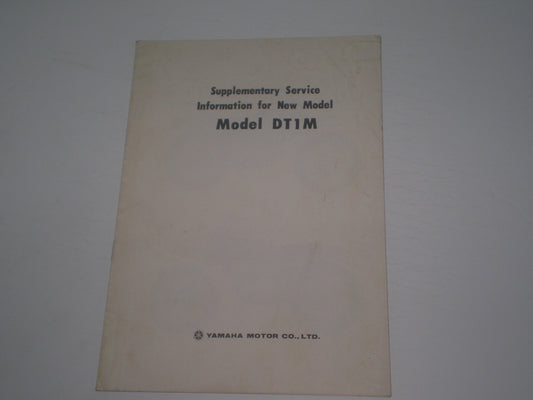 Supplementary Service
Information for New Model
Model DT1M
YAMAHA MOTOR CO., LTD.